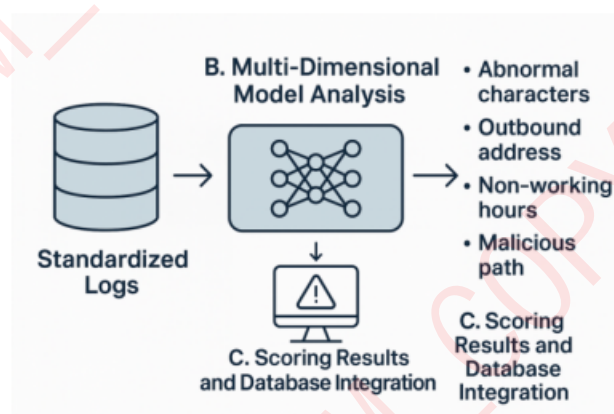 B. Multi-Dimensional
Model Analysis
• Abnormal
characters
• Outbound
address
• Non-working
hours
• Malicious
path
Standardized
Logs
C. Scoring Results
and Database Integration
C. Scoring
Results and
Database
Integration